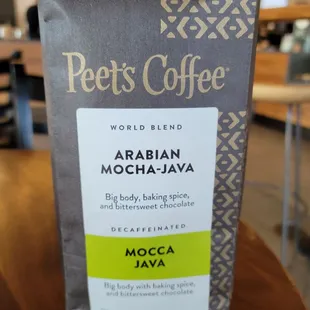 Peet's Coffee®
WORLD BLEND
ARABIAN
MOCHA-JAVA
Big body, baking spice,
and bittersweet chocolate
DECAFFEINATED
MOCCA
JAVA
Big body with baking spice,
and bittersweet chocolate